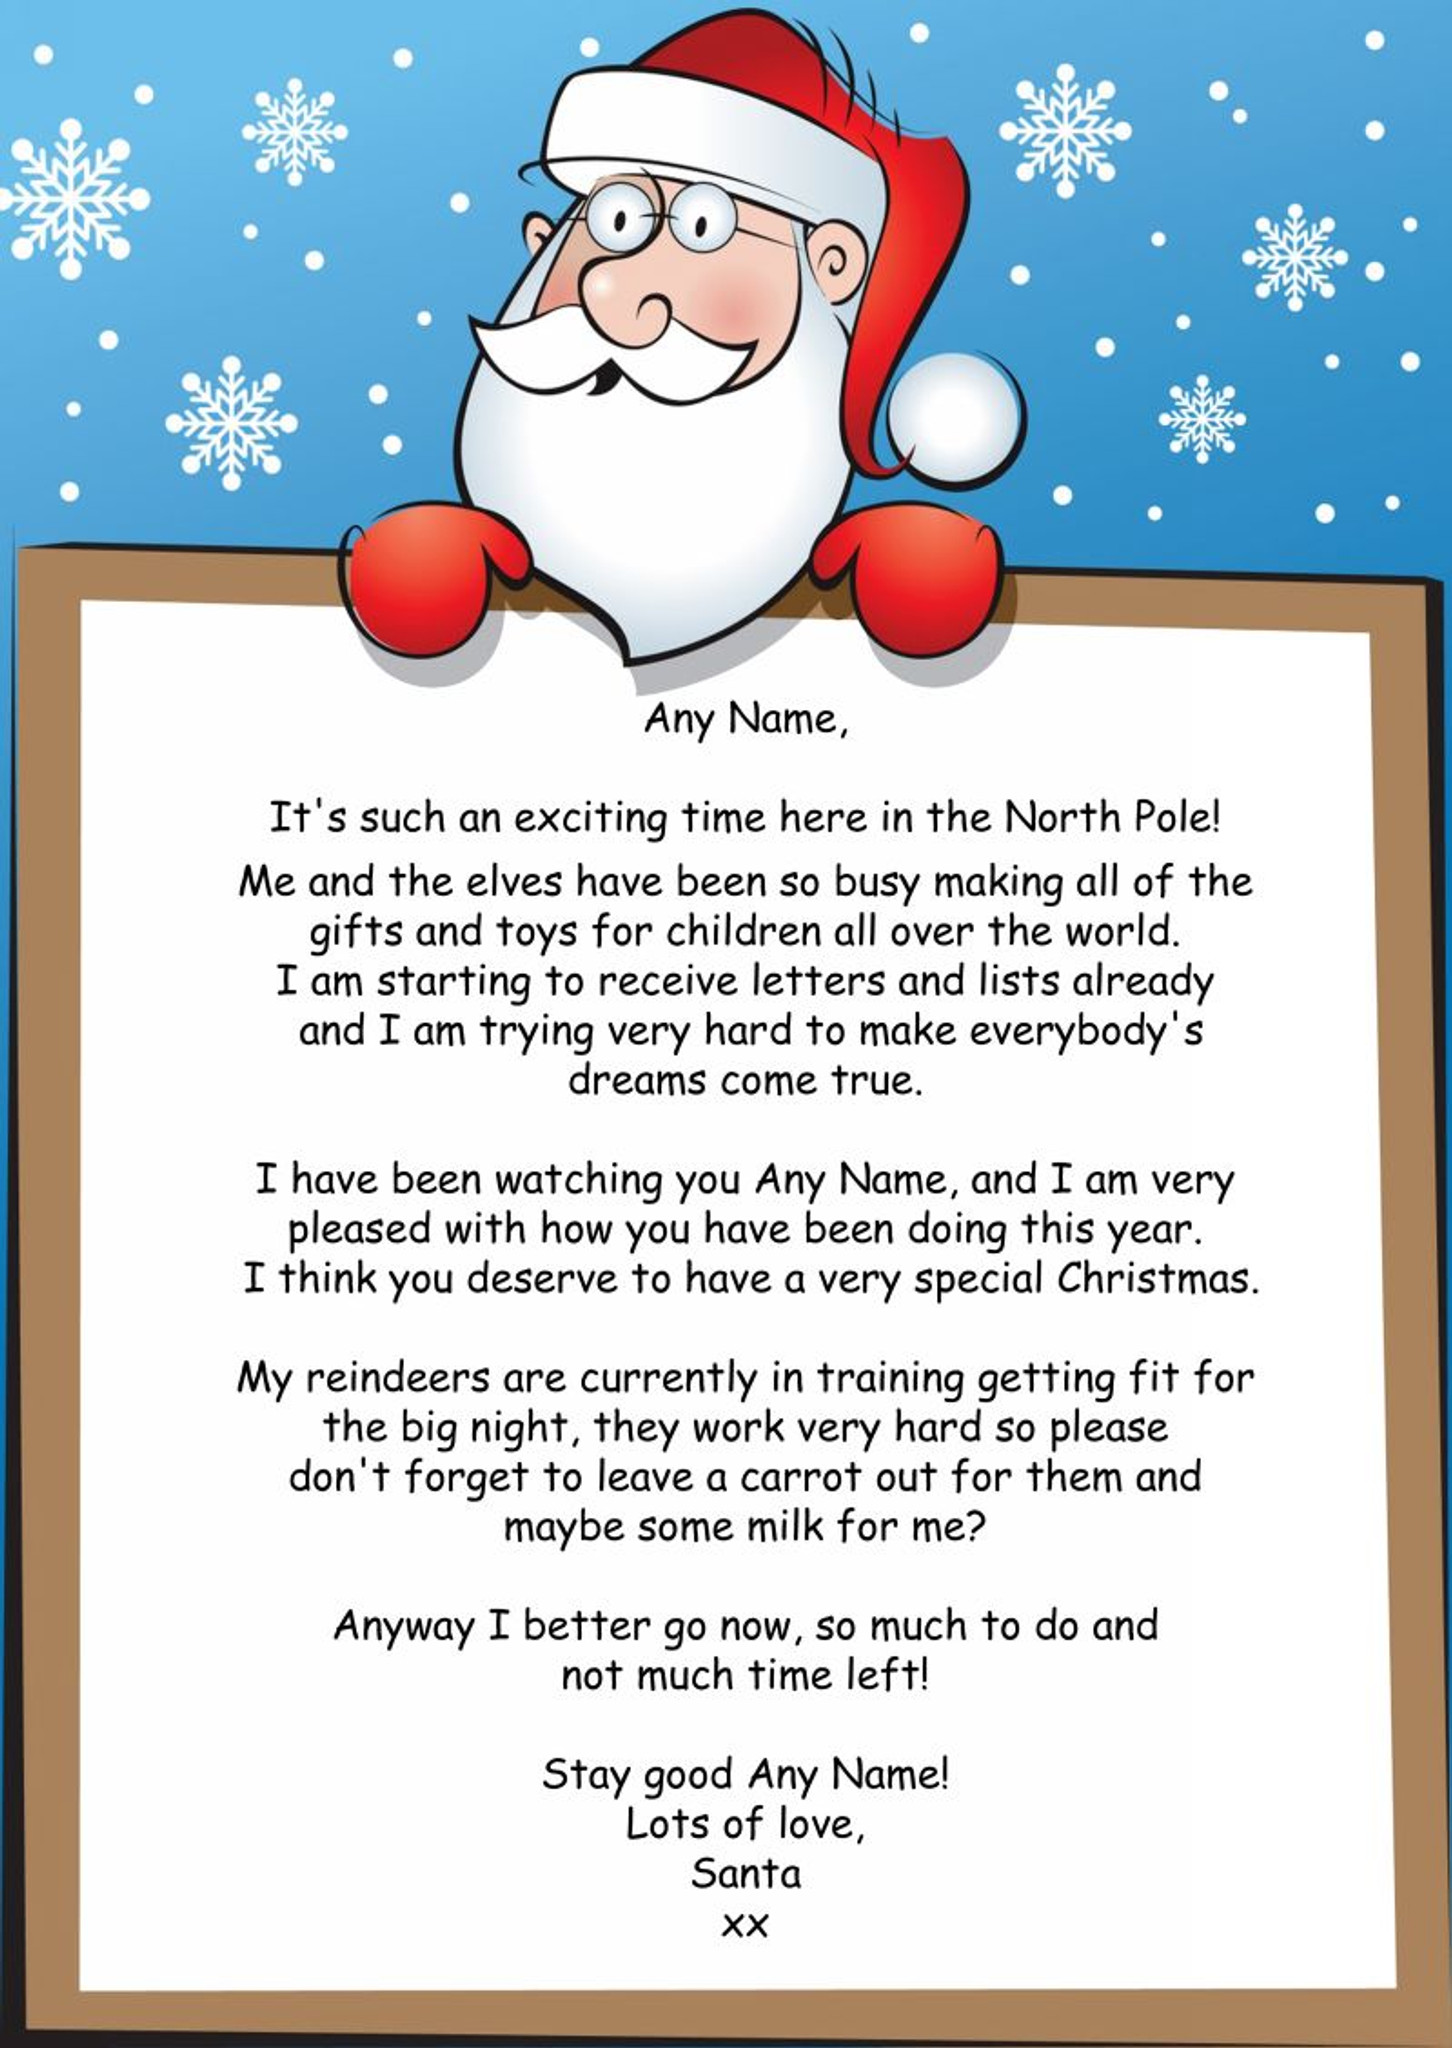 Any Name,
It's such an exciting time here in the North Pole!
Me and the elves have been so busy making all of the
gifts and toys for children all over the world.
I am starting to receive letters and lists already
and I am trying very hard to make everybody's
dreams come true.
I have been watching you Any Name, and I am very
pleased with how you have been doing this year.
I think you deserve to have a very special Christmas.
My reindeers are currently in training getting fit for
the big night, they work very hard so please
don't forget to leave a carrot out for them and
maybe some milk for me?
Anyway I better go now, so much to do and
not much time left!
Stay good Any Name!
Lots of love,
Santa
xx